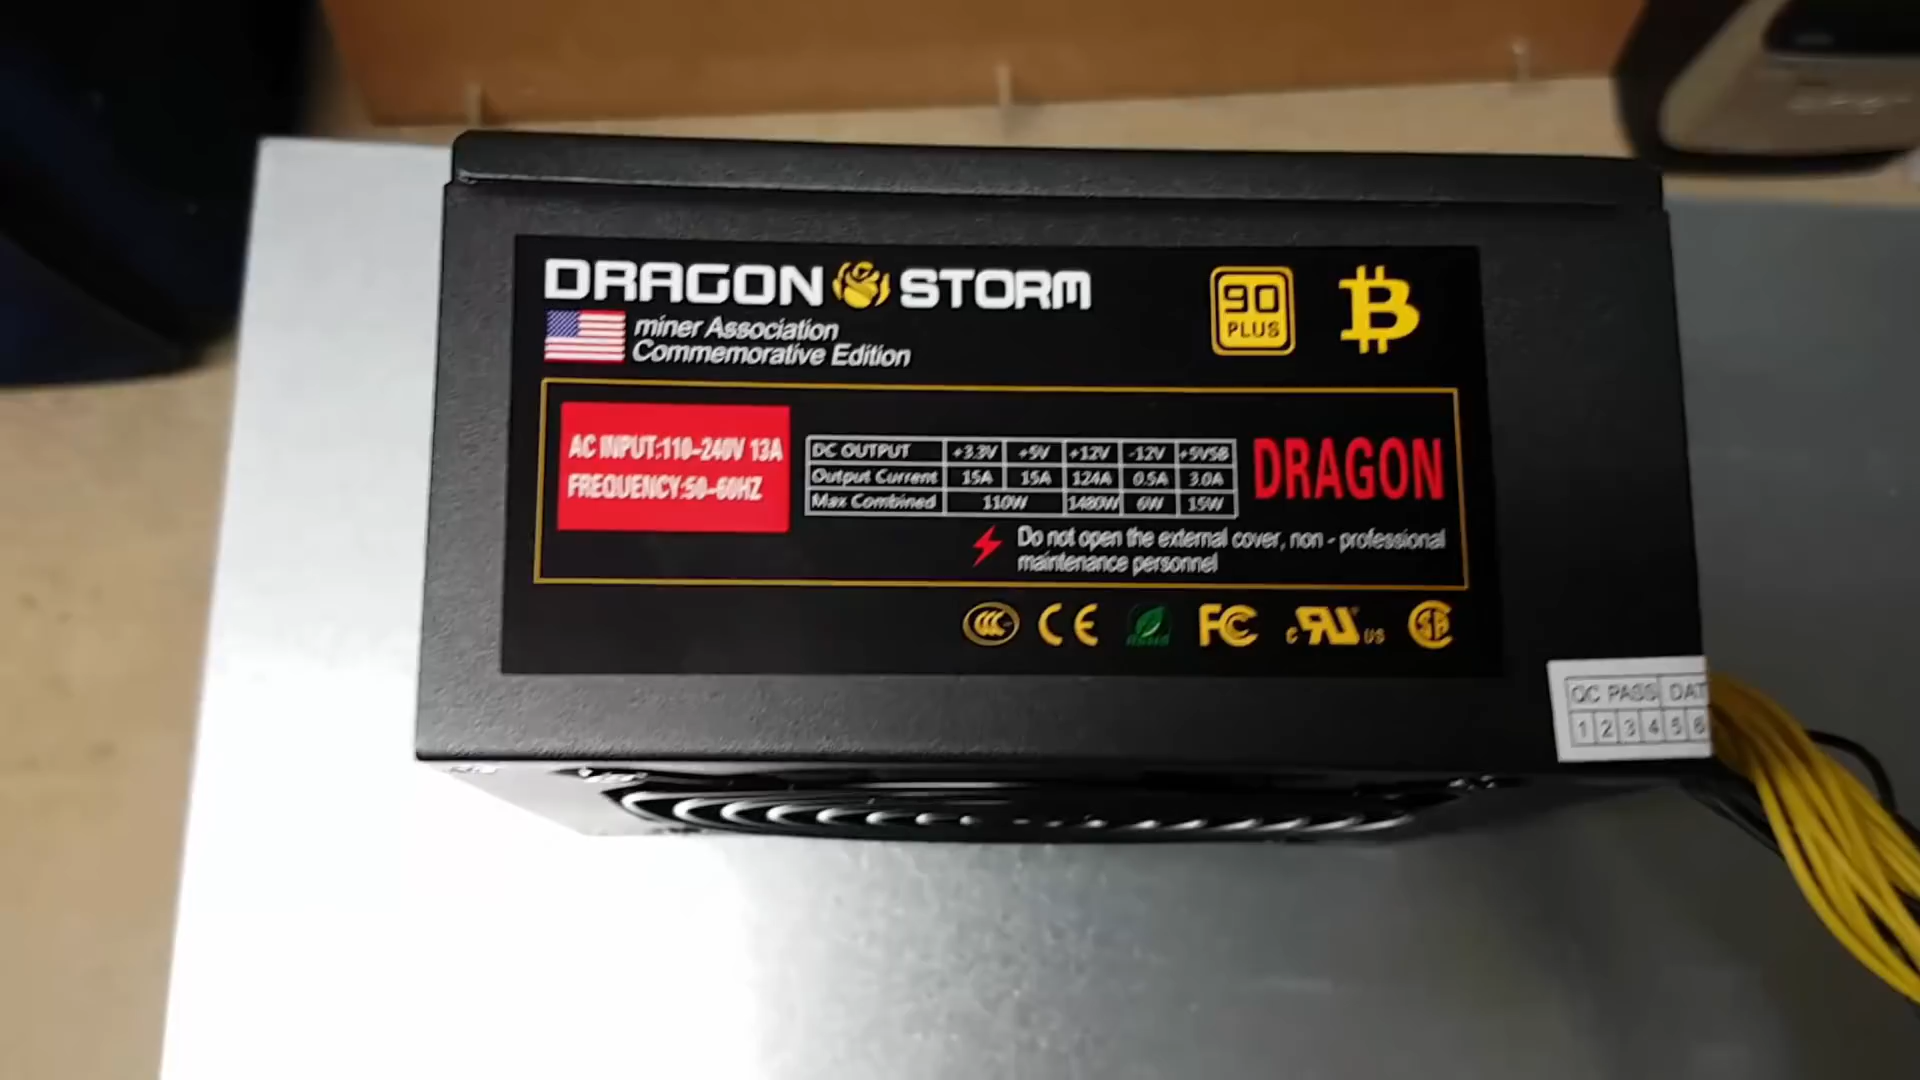 DRAGON STORM
miner Association
Commemorative Edition
90
PLUS
AC INPUT:110-240V 13A
FREQUENCY:50-60HZ
DC OUTPUT +3.3V +5V +12V -12V +5VSB
Output Current 15A 15A 124A 0.5A 3.0A
Max Combined 110W 1480W 6W 15W
DRAGON
Do not open the external cover, non - professional
maintenance personnel
CCC CE FC c RU US
QC PASS DAT
1 2 3 4 5 6